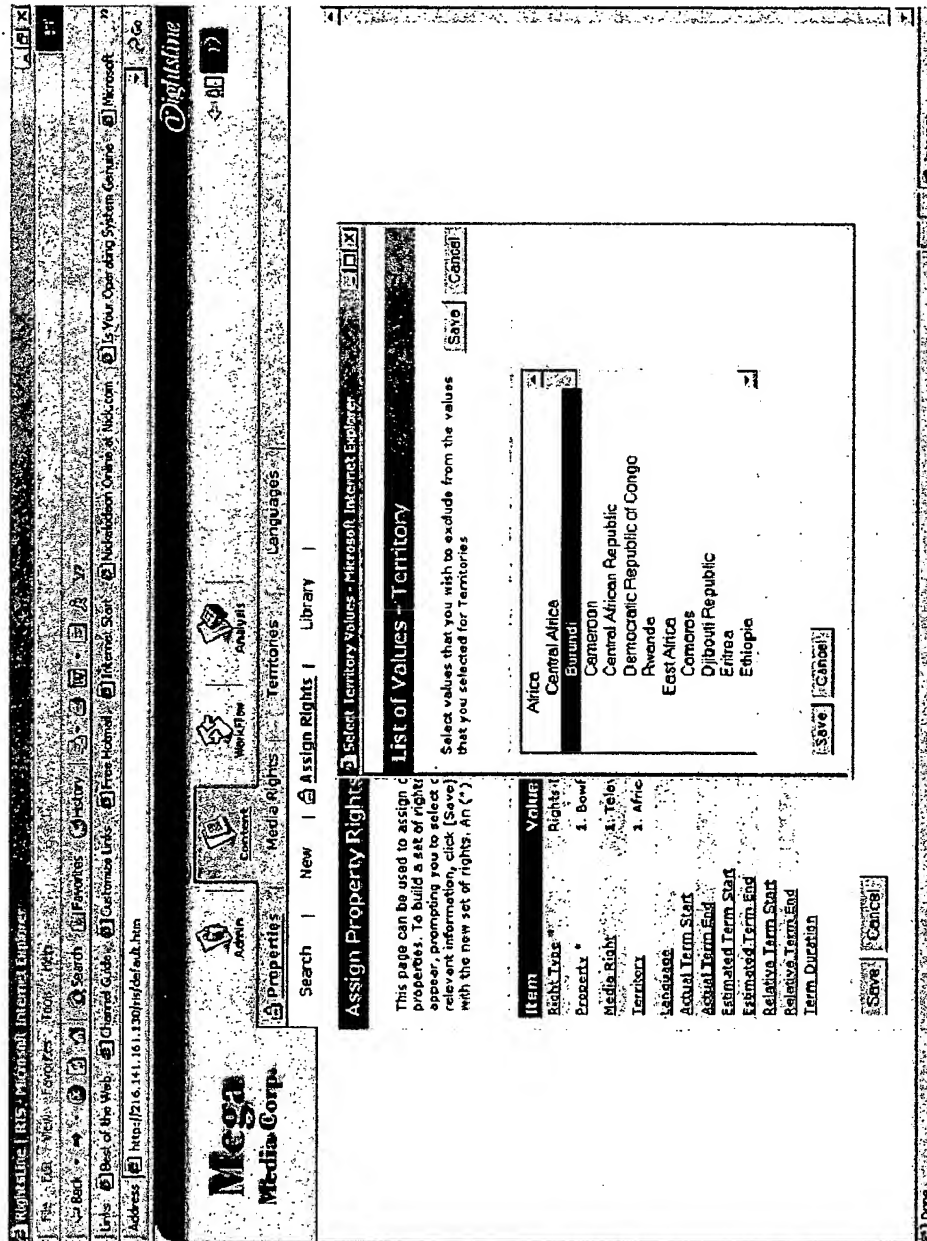 Rightsline | RIS - Microsoft Internet Explorer
File Edit View Favorites Tools Help
Back Search Favorites History
Links Best of the Web Channel Guide Customize Links Free Hotmail Internet Start Nickelodeon Online at Nick.com Is Your Operating System Genuine Microsoft
Address http://216.141.161.130/ris/default.htm Go
Rightsline
Mega
Media Corp.
Admin Content WorkFlow Analysis
Properties Media Rights Territories Languages
Search | New | Assign Rights | Library |
Assign Property Rights
This page can be used to assign
properties. To build a set of rights
appear, prompting you to select
relevant information, click [Save]
with the new set of rights. An (*)
Item Value
Right Type * Rights
Property * 1. Bowf
Media Right 1. Telev
Territory 1. Afric
Language
Actual Term Start
Actual Term End
Estimated Term Start
Estimated Term End
Relative Term Start
Relative Term End
Term Duration
Save Cancel
Select Territory Values - Microsoft Internet Explorer
List of Values - Territory
Select values that you wish to exclude from the values
that you selected for Territories
Save Cancel
Africa
Central Africa
Burundi
Cameroon
Central African Republic
Democratic Republic of Congo
Rwanda
East Africa
Comoros
Djibouti Republic
Eritrea
Ethiopia
Save Cancel
Done